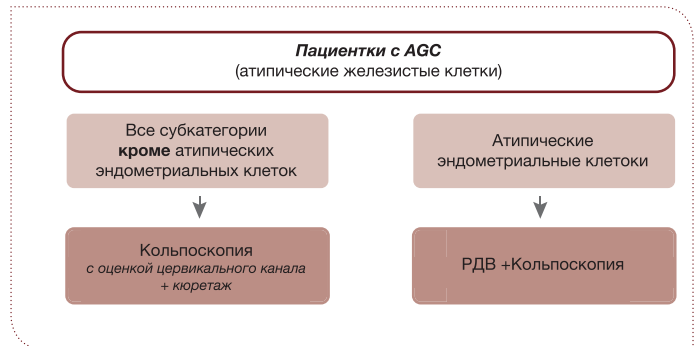 Пациентки с AGC
(атипические железистые клетки)
Все субкатегории
кроме атипических
эндометриальных клеток
Атипические
эндометриальные клетоки
Кольпоскопия
с оценкой цервикального канала
+ кюретаж
РДВ +Кольпоскопия